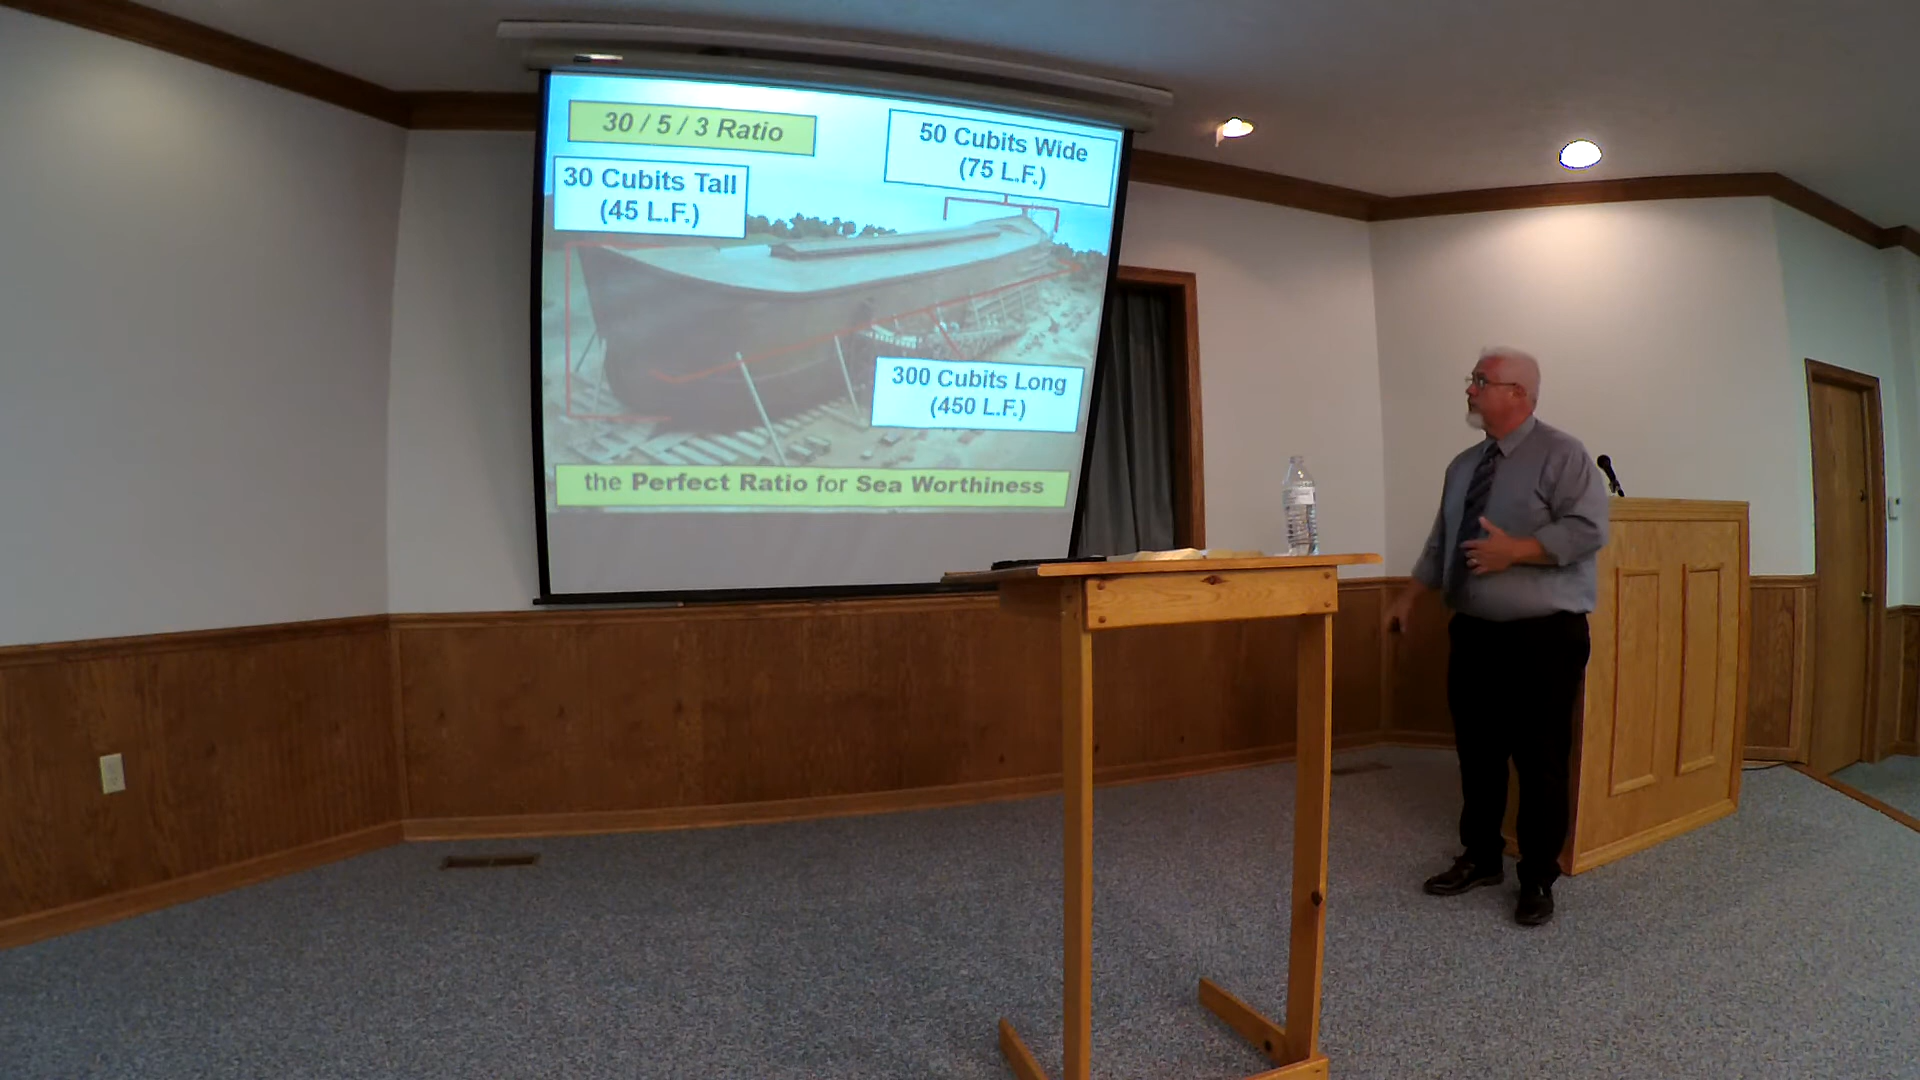 30 / 5 / 3 Ratio
50 Cubits Wide
(75 L.F.)
30 Cubits Tall
(45 L.F.)
300 Cubits Long
(450 L.F.)
the Perfect Ratio for Sea Worthiness